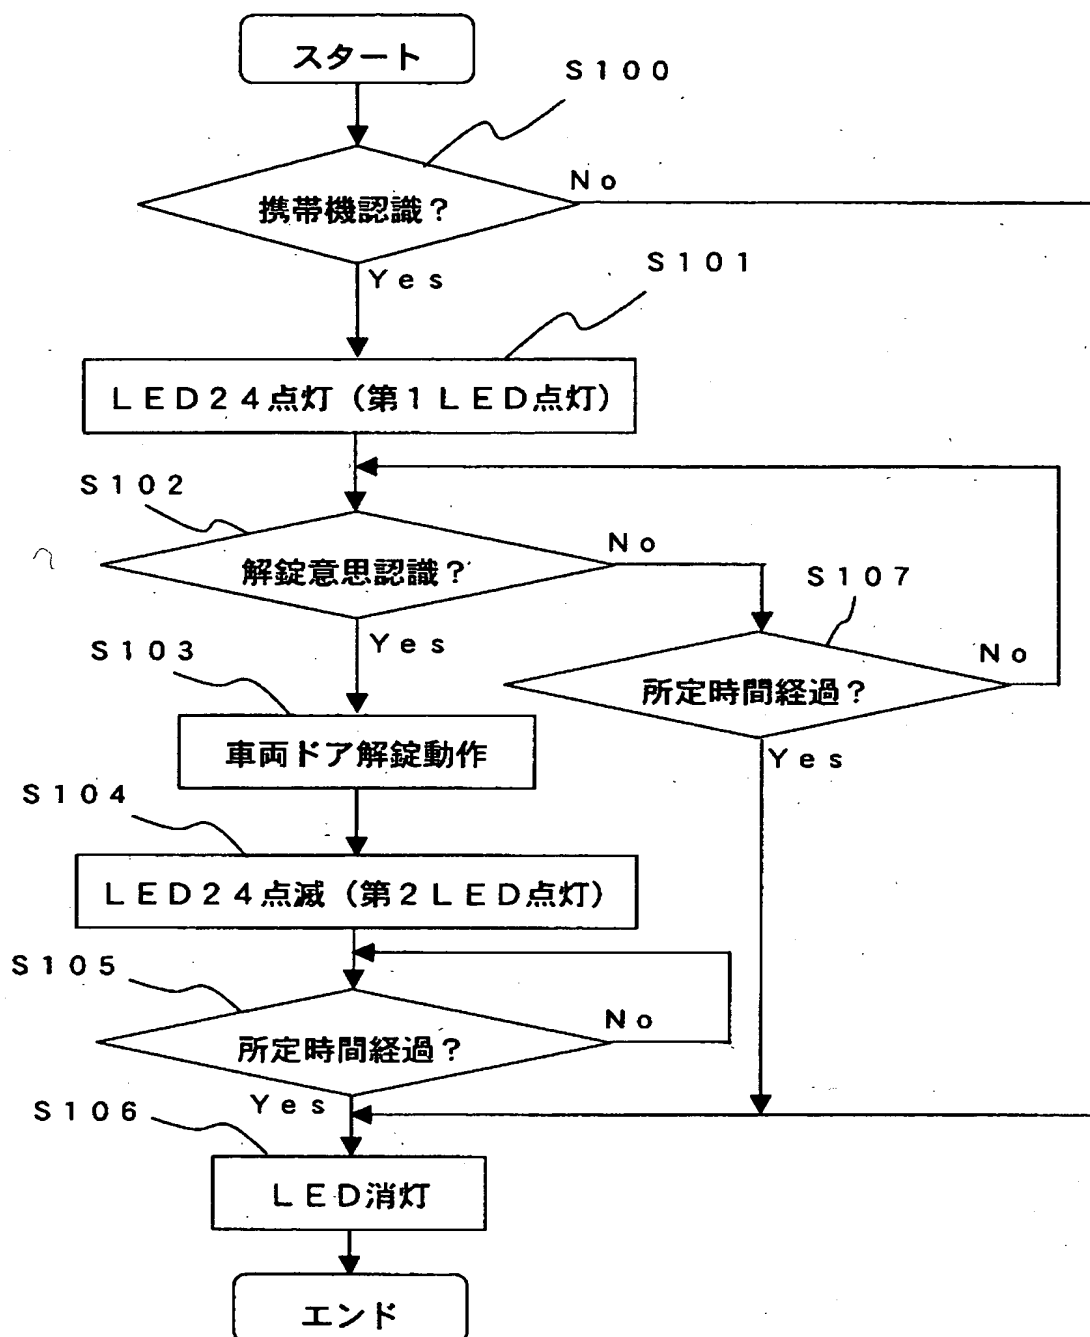 スタート
S100
携帯機認識?
No
Yes
S101
LED24点灯(第1LED点灯)
S102
解錠意思認識?
No
S107
Yes
S103
所定時間経過?
No
車両ドア解錠動作
Yes
S104
LED24点滅(第2LED点灯)
S105
所定時間経過?
No
Yes
S106
LED消灯
エンド